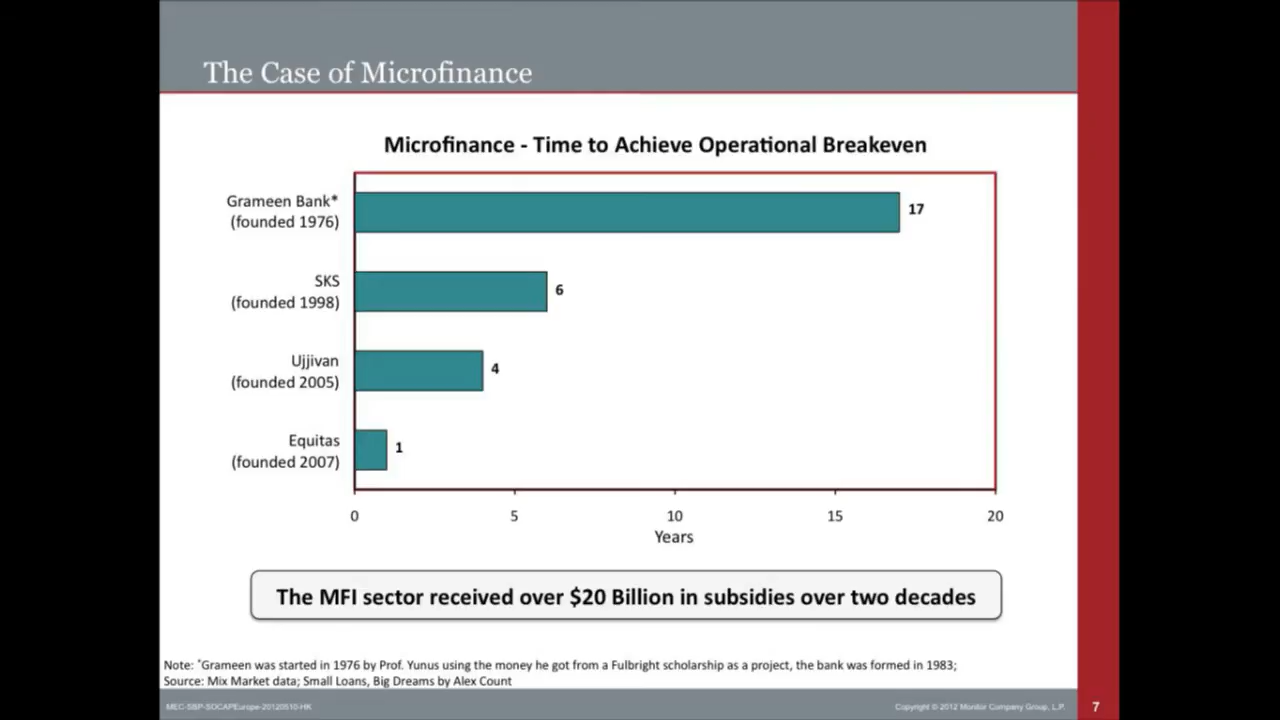 The Case of Microfinance
Microfinance - Time to Achieve Operational Breakeven
Grameen Bank*
(founded 1976)
17
SKS
(founded 1998)
6
Ujjivan
(founded 2005)
4
Equitas
(founded 2007)
1
0 5 10 15 20
Years
The MFI sector received over $20 Billion in subsidies over two decades
Note: *Grameen was started in 1976 by Prof. Yunus using the money he got from a Fulbright scholarship as a project, the bank was formed in 1983;
Source: Mix Market data; Small Loans, Big Dreams by Alex Count
MEC-SBP-SOCAPEurope-20120510-HK
Copyright © 2012 Monitor Company Group, L.P.
7